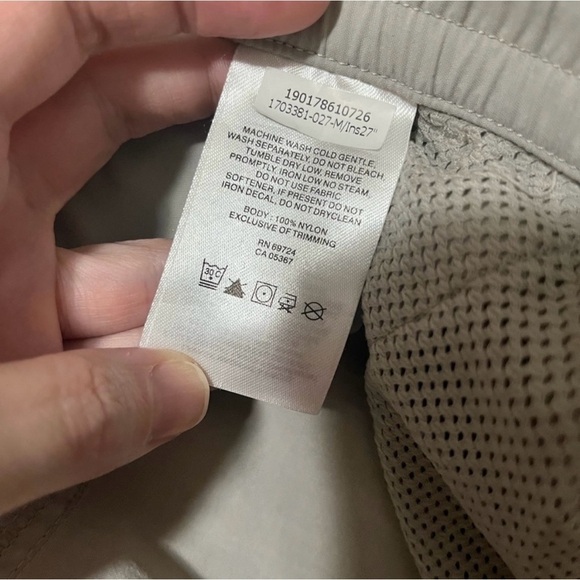 190178610726
1703381-027-M/Ins27"
MACHINE WASH COLD GENTLE,
WASH SEPARATELY, DO NOT BLEACH,
TUMBLE DRY LOW, REMOVE
PROMPTLY, IRON LOW NO STEAM,
DO NOT USE FABRIC
SOFTENER, IF PRESENT DO NOT
IRON DECAL, DO NOT DRYCLEAN
BODY : 100% NYLON
EXCLUSIVE OF TRIMMING
RN 69724
CA 05367
30 C